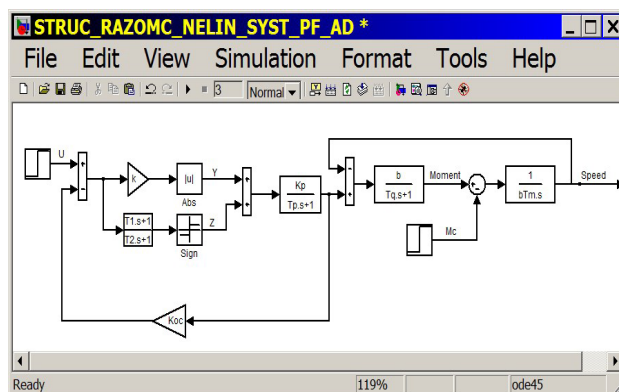 STRUC_RAZOMC_NELIN_SYST_PF_AD *
File Edit View Simulation Format Tools Help
3 Normal
U
k
|u|
Abs
Y
T1.s+1
T2.s+1
Sign
Z
Kp
Tp.s+1
b
Tq.s+1
Moment
Mc
1
bTm.s
Speed
Koc
Ready 119% ode45